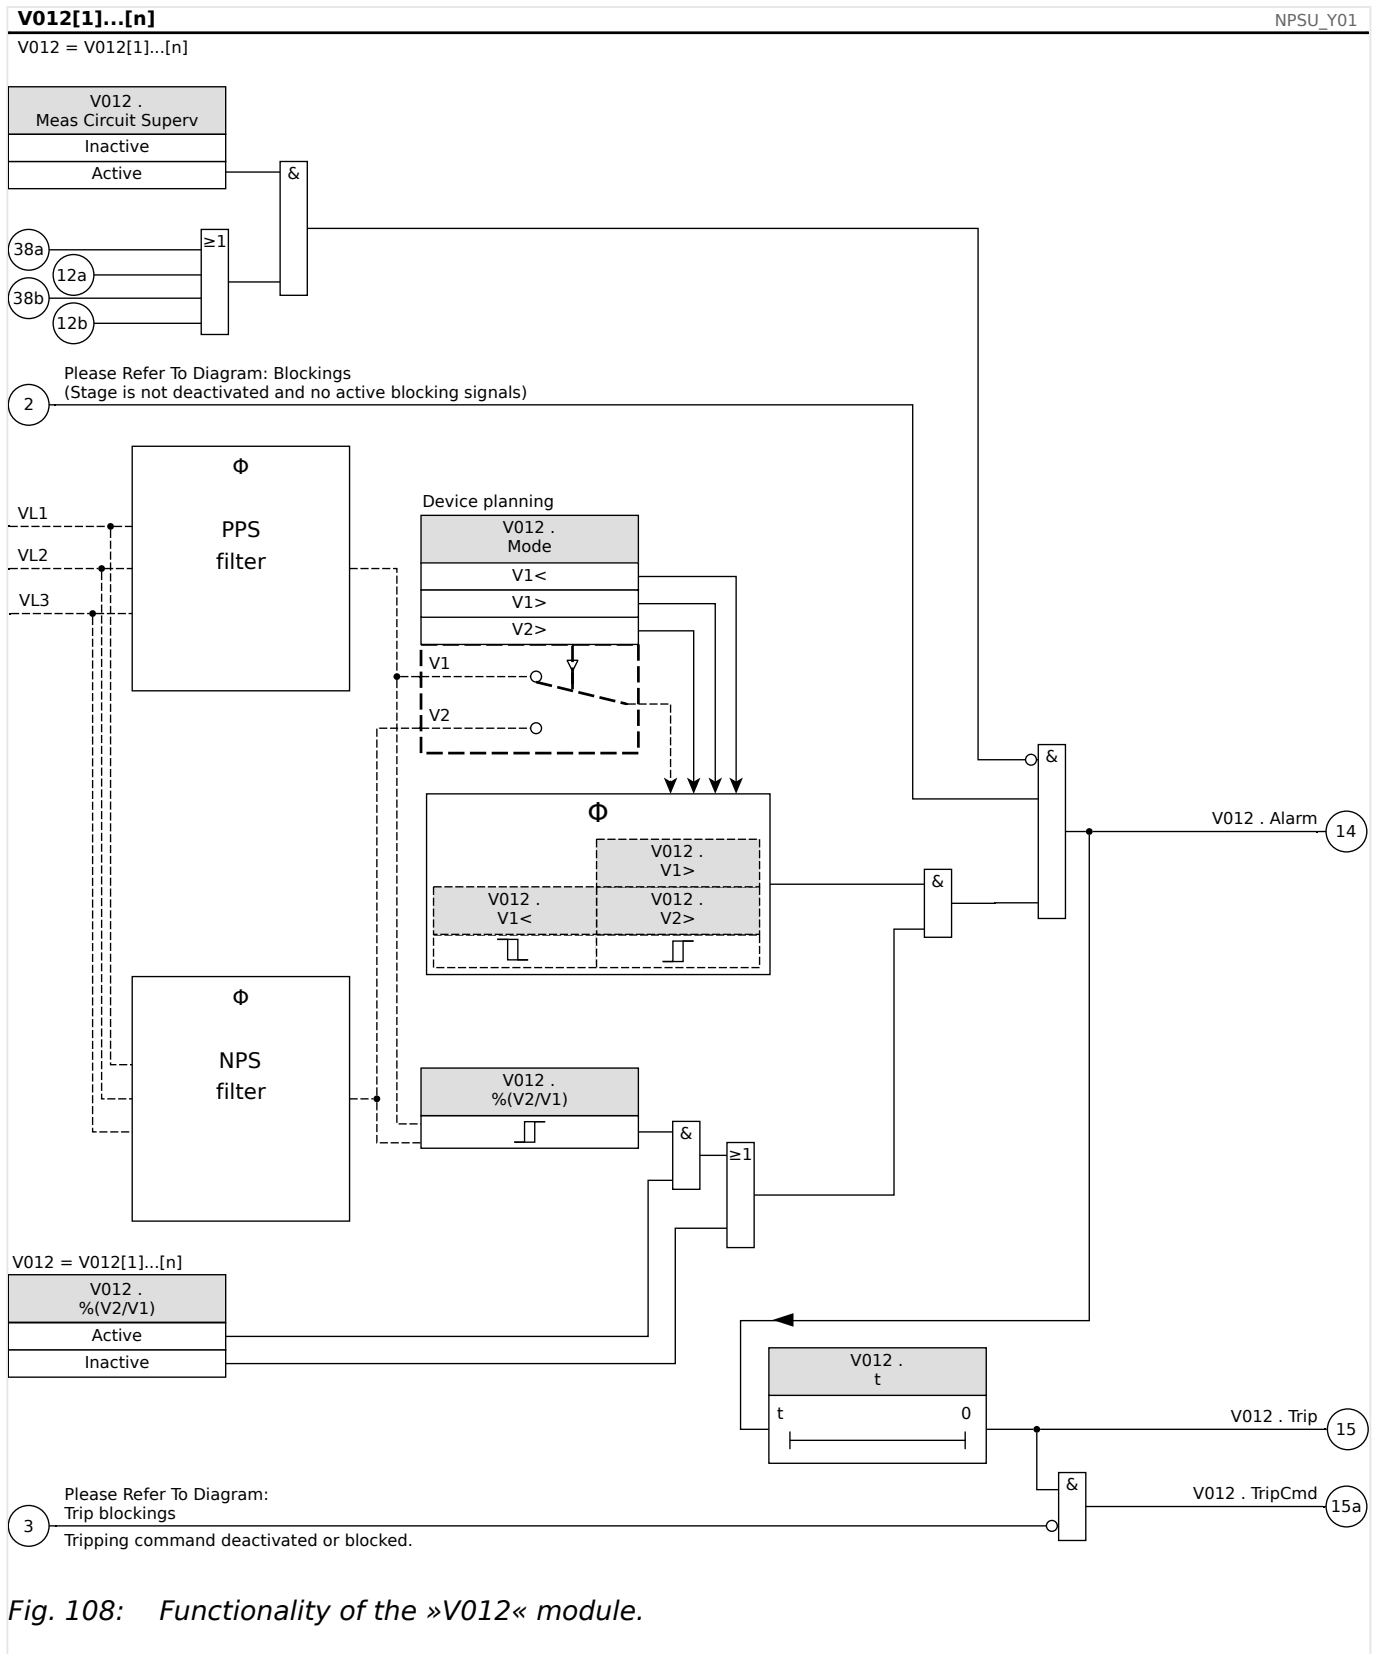 V012[1]...[n]
NPSU_Y01
V012 = V012[1]...[n]
V012 .
Meas Circuit Superv
Inactive
Active
&
38a
≥1
12a
38b
12b
Please Refer To Diagram: Blockings
(Stage is not deactivated and no active blocking signals)
2
Φ
PPS
filter
VL1
VL2
VL3
Device planning
V012 .
Mode
V1<
V1>
V2>
V1
V2
&
Φ
V012 .
V1>
V012 .
V1<
V012 .
V2>
&
V012 . Alarm
14
Φ
NPS
filter
V012 .
%(V2/V1)
&
≥1
V012 = V012[1]...[n]
V012 .
%(V2/V1)
Active
Inactive
V012 .
t
t
0
V012 . Trip
15
Please Refer To Diagram:
Trip blockings
3
Tripping command deactivated or blocked.
&
V012 . TripCmd
15a
Fig. 108: Functionality of the »V012« module.